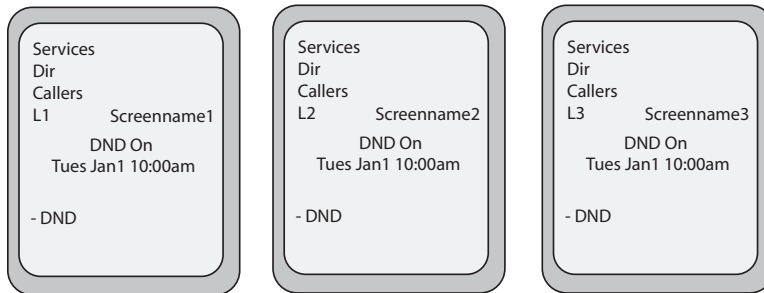 Services
Dir
Callers
L1 Screenname1
DND On
Tues Jan1 10:00am
- DND
Services
Dir
Callers
L2 Screenname2
DND On
Tues Jan1 10:00am
- DND
Services
Dir
Callers
L3 Screenname3
DND On
Tues Jan1 10:00am
- DND